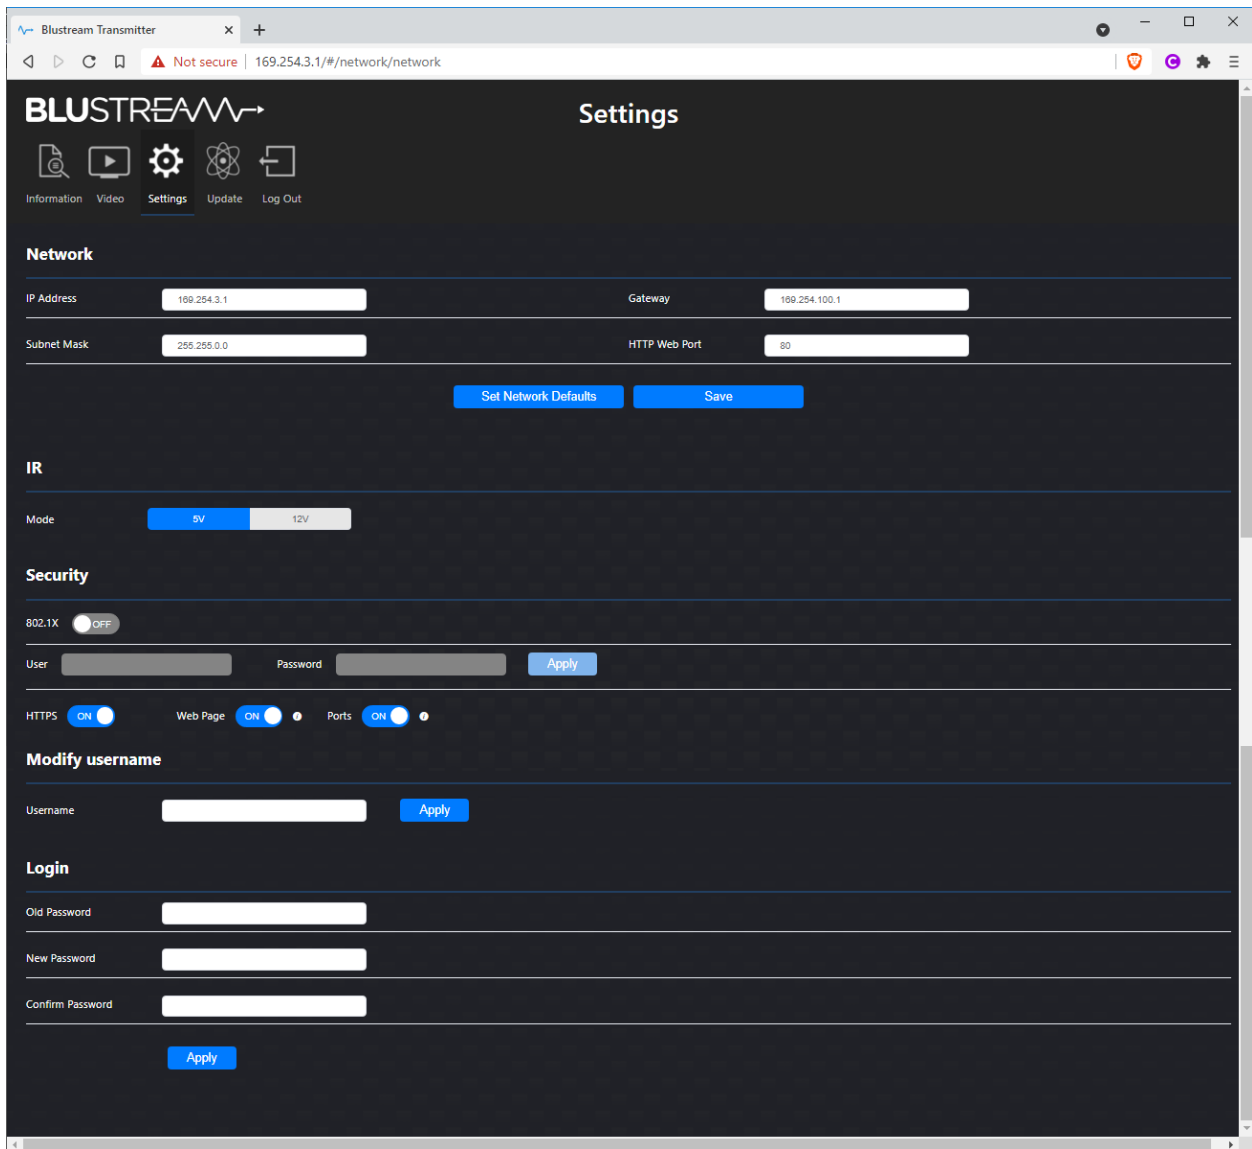 Blustream Transmitter
Not secure 169.254.3.1/#/network/network
BLUSTREAM
Settings
Information Video Settings Update Log Out
Network
IP Address 169.254.3.1 Gateway 169.254.100.1
Subnet Mask 255.255.0.0 HTTP Web Port 80
Set Network Defaults Save
IR
Mode 5V 12V
Security
802.1X OFF
User Password Apply
HTTPS ON Web Page ON i Ports ON i
Modify username
Username Apply
Login
Old Password
New Password
Confirm Password
Apply